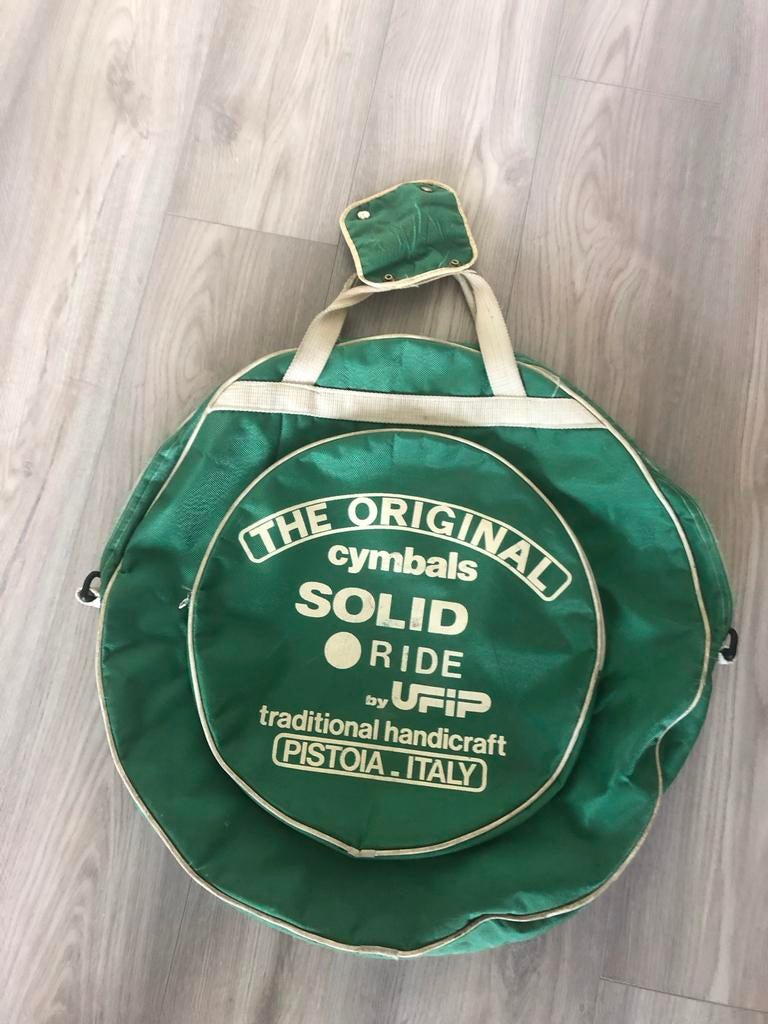 THE ORIGINAL
cymbals
SOLID
RIDE
by UFiP
traditional handicraft
PISTOIA - ITALY